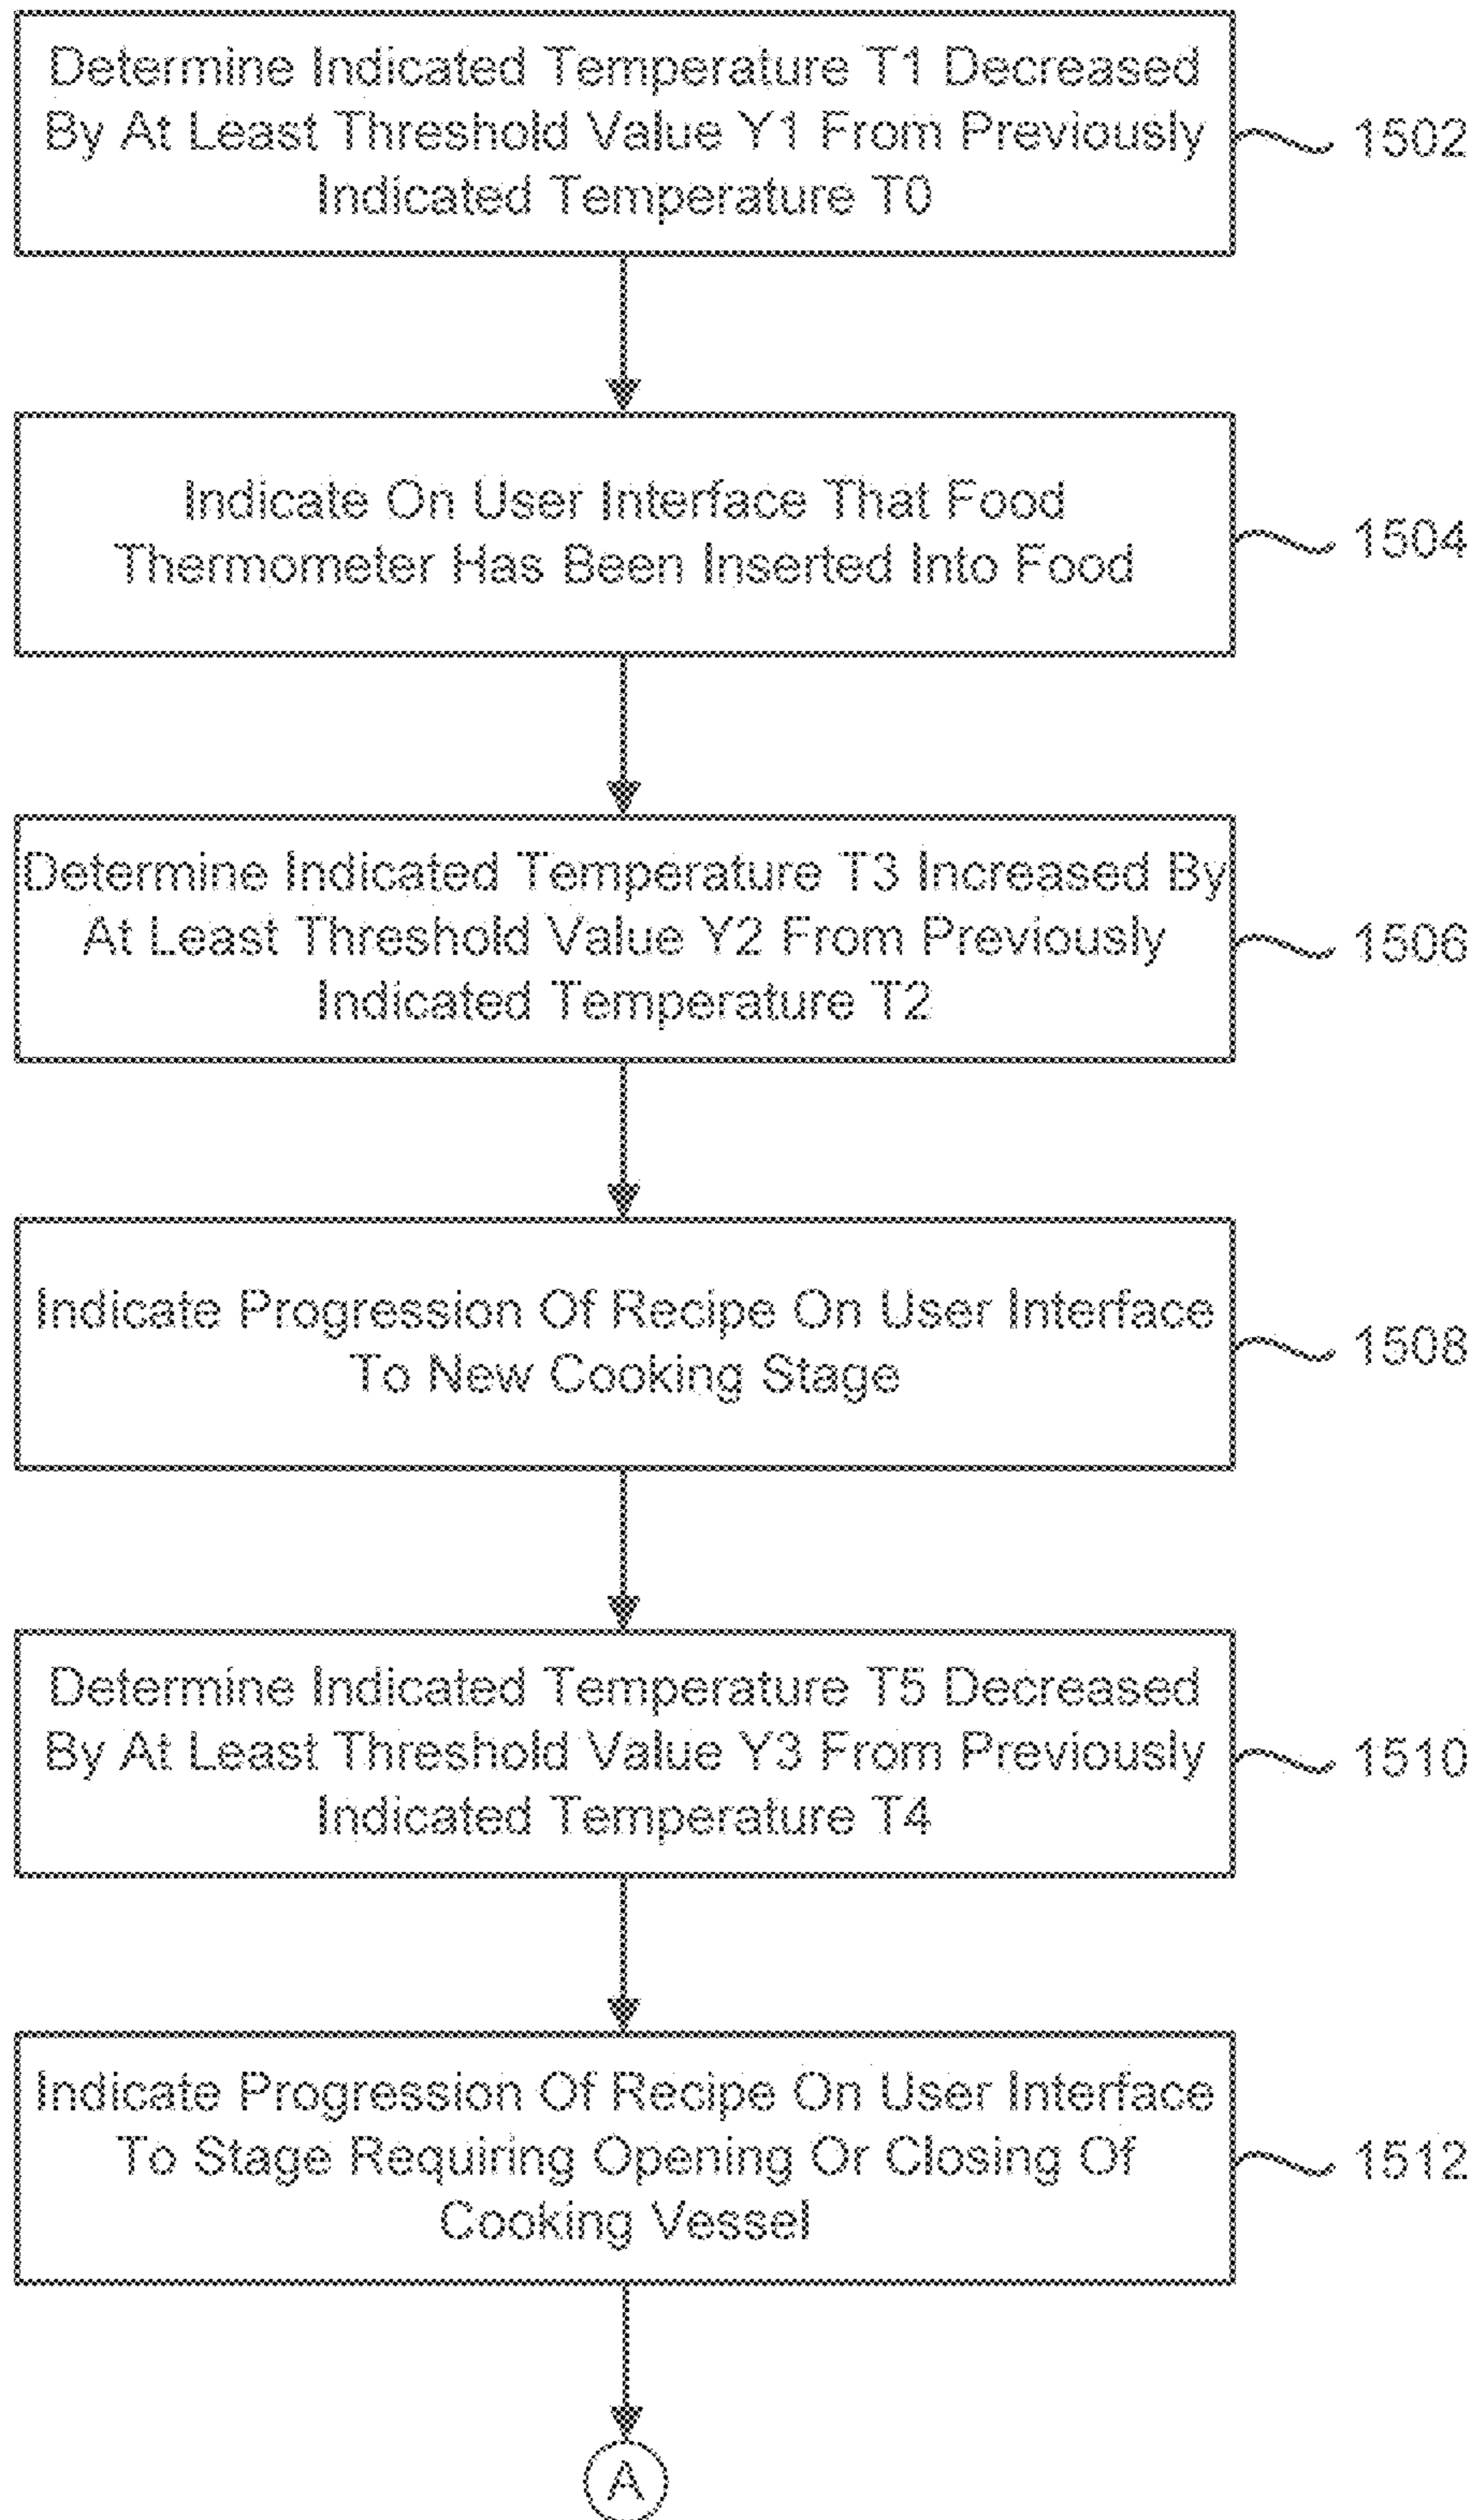 Determine Indicated Temperature T1 Decreased
By At Least Threshold Value Y1 From Previously
Indicated Temperature T0
1502
Indicate On User Interface That Food
Thermometer Has Been Inserted Into Food
1504
Determine Indicated Temperature T3 Increased By
At Least Threshold Value Y2 From Previously
Indicated Temperature T2
1506
Indicate Progression Of Recipe On User Interface
To New Cooking Stage
1508
Determine Indicated Temperature T5 Decreased
By At Least Threshold Value Y3 From Previously
Indicated Temperature T4
1510
Indicate Progression Of Recipe On User Interface
To Stage Requiring Opening Or Closing Of
Cooking Vessel
1512
A